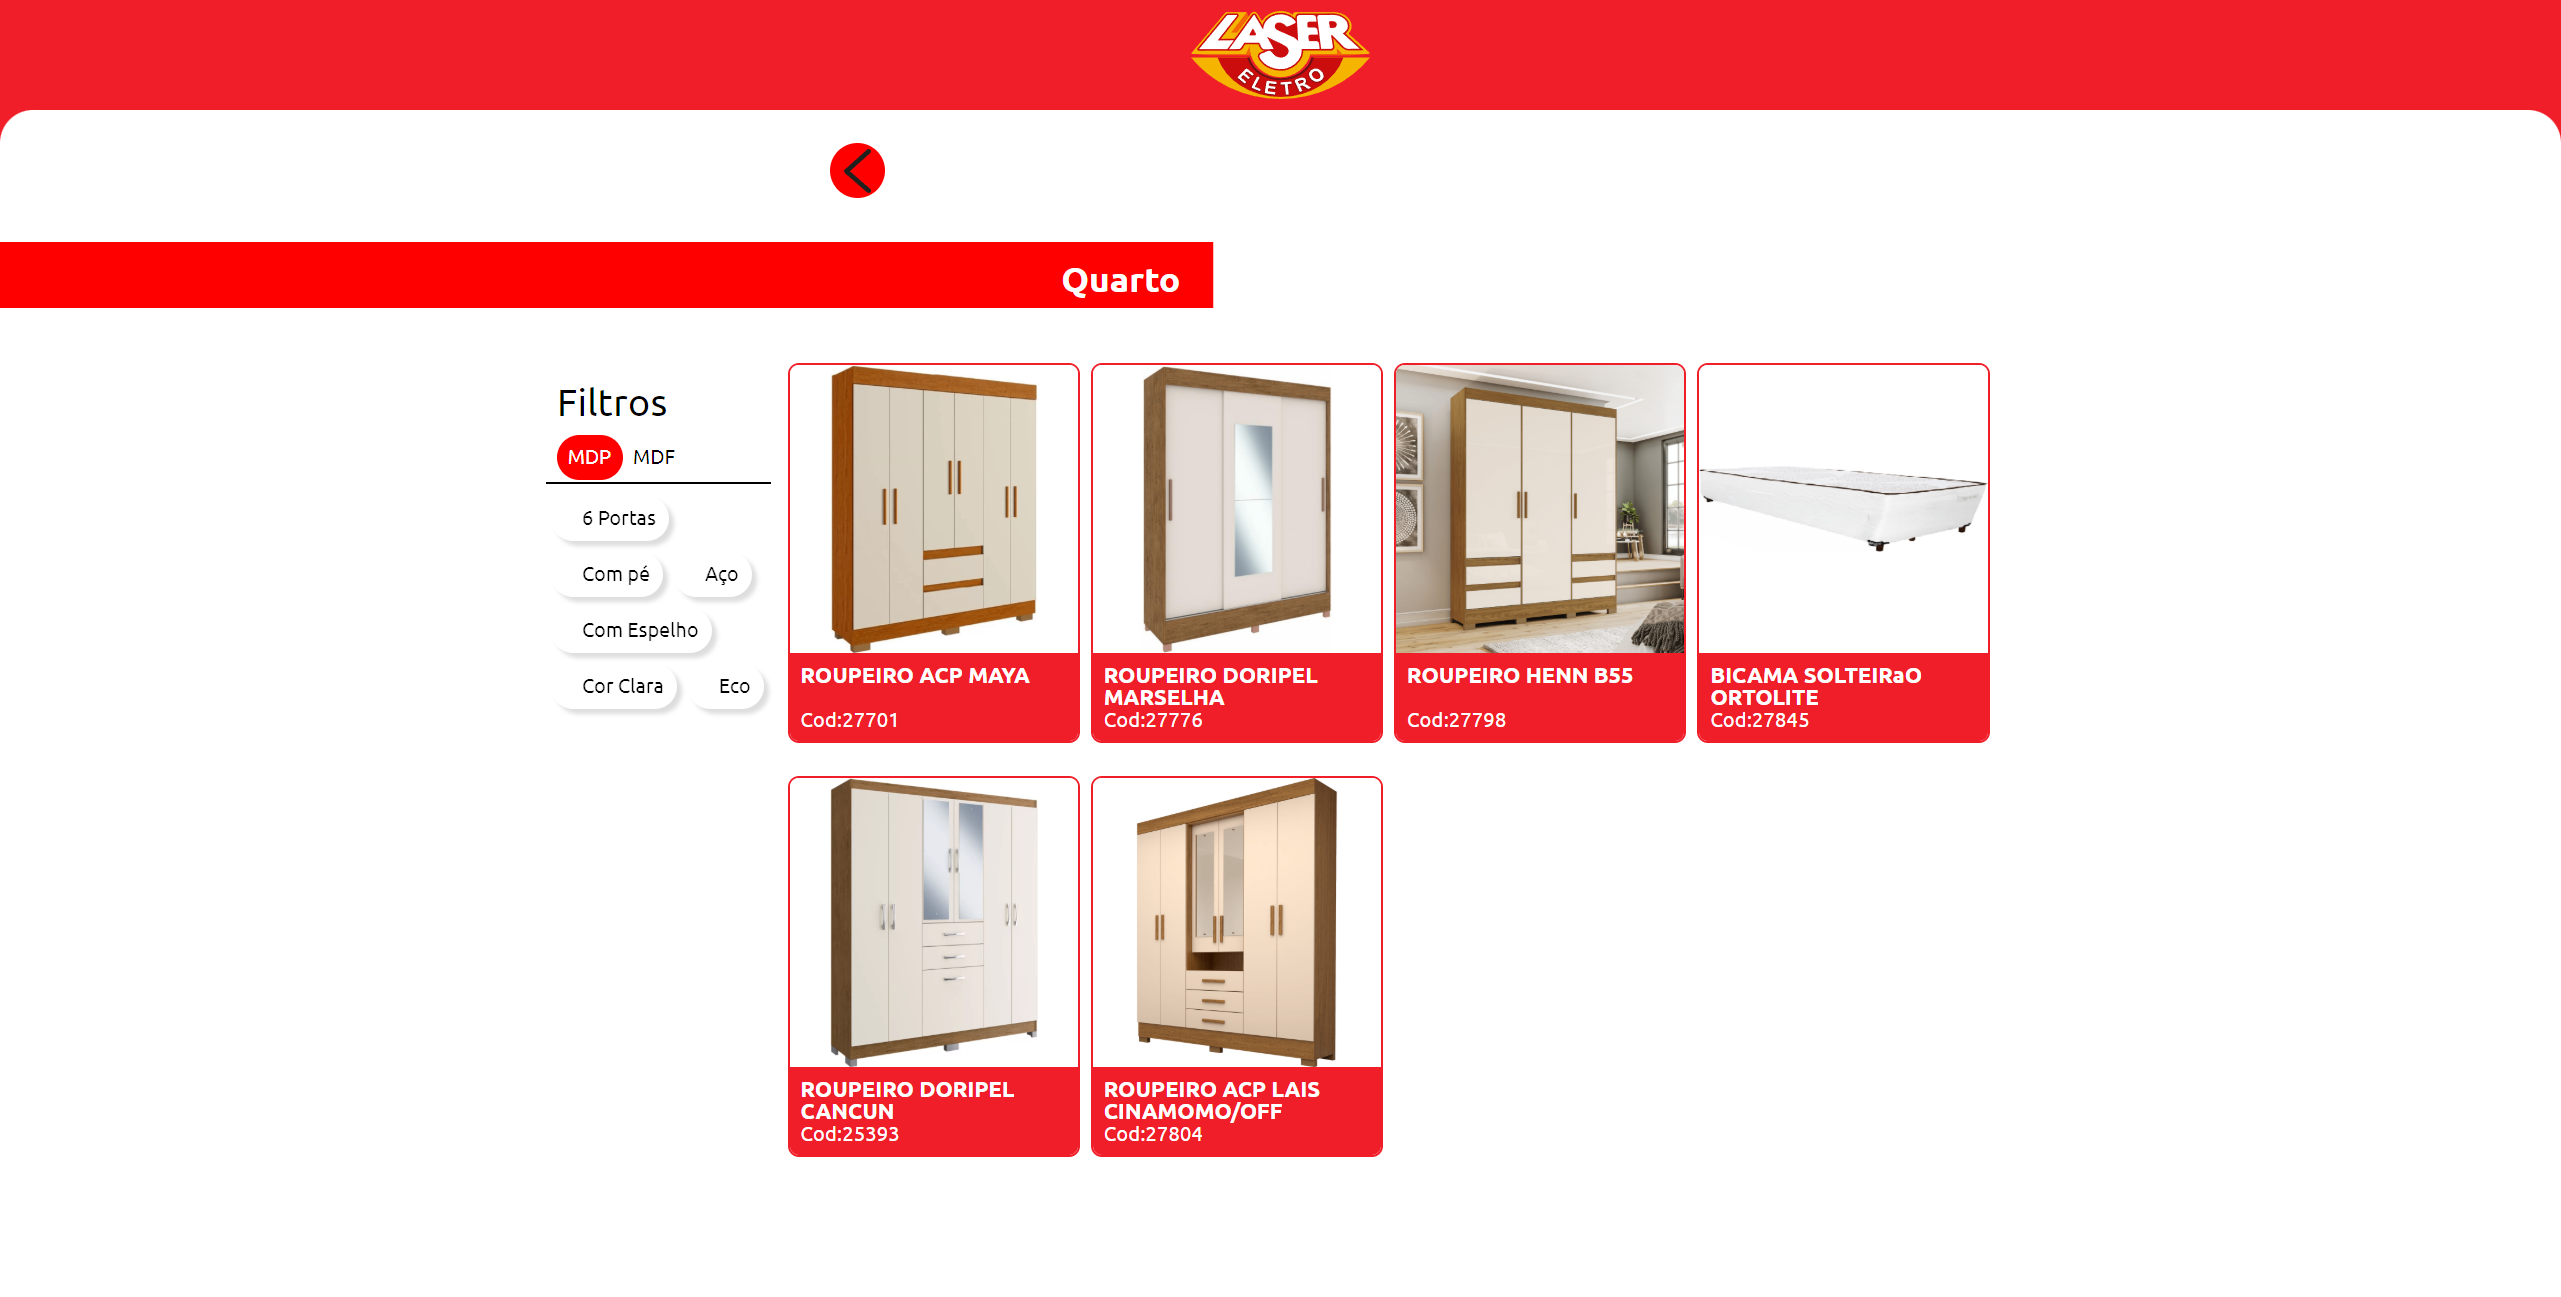 LASER
ELETRO
Quarto
Filtros
MDP MDF
6 Portas
Com pé Aço
Com Espelho
Cor Clara Eco
ROUPEIRO ACP MAYA
Cod:27701
ROUPEIRO DORIPEL
MARSELHA
Cod:27776
ROUPEIRO HENN B55
Cod:27798
BICAMA SOLTEIRaO
ORTOLITE
Cod:27845
ROUPEIRO DORIPEL
CANCUN
Cod:25393
ROUPEIRO ACP LAIS
CINAMOMO/OFF
Cod:27804